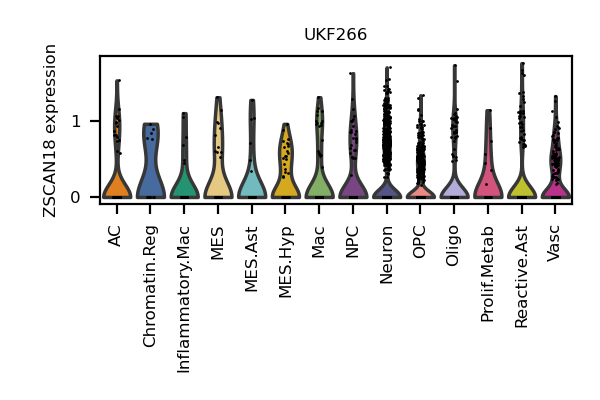 UKF266
ZSCAN18 expression
1
0
AC
Chromatin.Reg
Inflammatory.Mac
MES
MES.Ast
MES.Hyp
Mac
NPC
Neuron
OPC
Oligo
Prolif.Metab
Reactive.Ast
Vasc